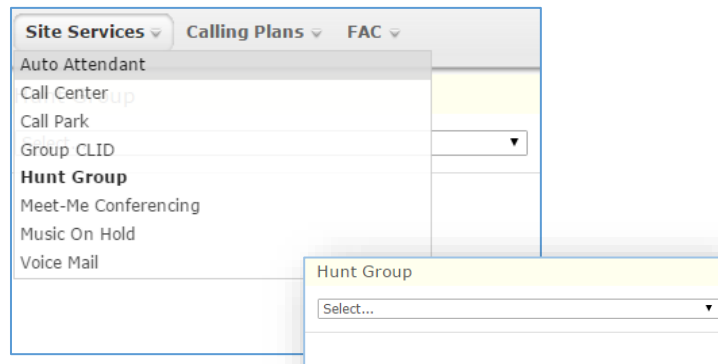 Site Services Calling Plans FAC
Auto Attendant
Call Center
Call Park
Group CLID
Hunt Group
Meet-Me Conferencing
Music On Hold
Voice Mail
Hunt Group
Select...